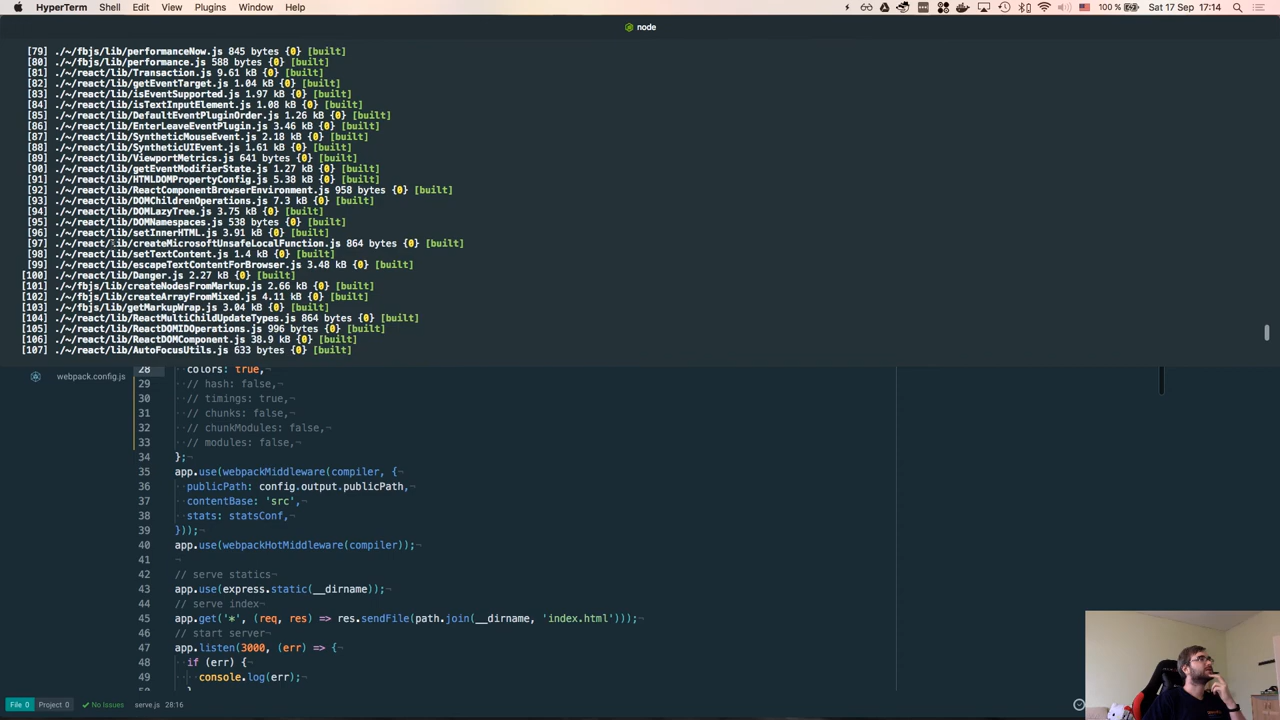 HyperTerm Shell Edit View Plugins Window Help 100 % Sat 17 Sep 17:14
node
[79] ./~/fbjs/lib/performanceNow.js 845 bytes {0} [built]
[80] ./~/fbjs/lib/performance.js 588 bytes {0} [built]
[81] ./~/react/lib/Transaction.js 9.61 kB {0} [built]
[82] ./~/react/lib/getEventTarget.js 1.04 kB {0} [built]
[83] ./~/react/lib/isEventSupported.js 1.97 kB {0} [built]
[84] ./~/react/lib/isTextInputElement.js 1.08 kB {0} [built]
[85] ./~/react/lib/DefaultEventPluginOrder.js 1.26 kB {0} [built]
[86] ./~/react/lib/EnterLeaveEventPlugin.js 3.46 kB {0} [built]
[87] ./~/react/lib/SyntheticMouseEvent.js 2.18 kB {0} [built]
[88] ./~/react/lib/SyntheticUIEvent.js 1.61 kB {0} [built]
[89] ./~/react/lib/ViewportMetrics.js 641 bytes {0} [built]
[90] ./~/react/lib/getEventModifierState.js 1.27 kB {0} [built]
[91] ./~/react/lib/HTMLDOMPropertyConfig.js 5.38 kB {0} [built]
[92] ./~/react/lib/ReactComponentBrowserEnvironment.js 958 bytes {0} [built]
[93] ./~/react/lib/DOMChildrenOperations.js 7.3 kB {0} [built]
[94] ./~/react/lib/DOMLazyTree.js 3.75 kB {0} [built]
[95] ./~/react/lib/DOMNamespaces.js 538 bytes {0} [built]
[96] ./~/react/lib/setInnerHTML.js 3.91 kB {0} [built]
[97] ./~/react/lib/createMicrosoftUnsafeLocalFunction.js 864 bytes {0} [built]
[98] ./~/react/lib/setTextContent.js 1.4 kB {0} [built]
[99] ./~/react/lib/escapeTextContentForBrowser.js 3.48 kB {0} [built]
[100] ./~/react/lib/Danger.js 2.27 kB {0} [built]
[101] ./~/fbjs/lib/createNodesFromMarkup.js 2.66 kB {0} [built]
[102] ./~/fbjs/lib/createArrayFromMixed.js 4.11 kB {0} [built]
[103] ./~/fbjs/lib/getMarkupWrap.js 3.04 kB {0} [built]
[104] ./~/react/lib/ReactMultiChildUpdateTypes.js 864 bytes {0} [built]
[105] ./~/react/lib/ReactDOMIDOperations.js 996 bytes {0} [built]
[106] ./~/react/lib/ReactDOMComponent.js 38.9 kB {0} [built]
[107] ./~/react/lib/AutoFocusUtils.js 633 bytes {0} [built]
webpack.config.js
28 colors: true,
29 // hash: false,
30 // timings: true,
31 // chunks: false,
32 // chunkModules: false,
33 // modules: false,
34 };
35 app.use(webpackMiddleware(compiler, {
36 publicPath: config.output.publicPath,
37 contentBase: 'src',
38 stats: statsConf,
39 }));
40 app.use(webpackHotMiddleware(compiler));
41
42 // serve statics
43 app.use(express.static(__dirname));
44 // serve index
45 app.get('*', (req, res) => res.sendFile(path.join(__dirname, 'index.html')));
46 // start server
47 app.listen(3000, (err) => {
48 if (err) {
49 console.log(err);
50 }
File 0 Project 0 No Issues serve.js 28:16